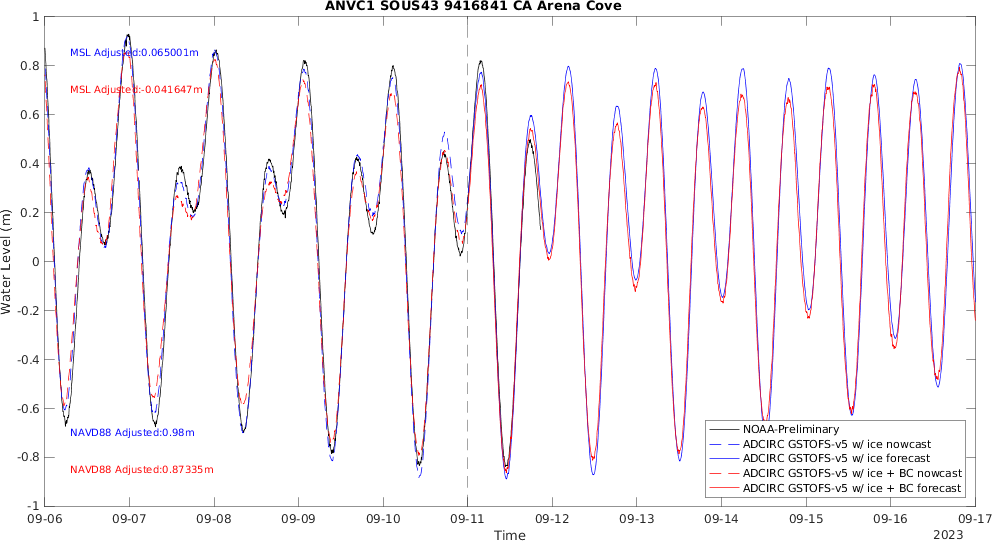 ANVC1 SOUS43 9416841 CA Arena Cove
Water Level (m)
1
0.8
0.6
0.4
0.2
0
-0.2
-0.4
-0.6
-0.8
-1
MSL Adjusted:0.065001m
MSL Adjusted:-0.041647m
NAVD88 Adjusted:0.98m
NAVD88 Adjusted:0.87335m
NOAA-Preliminary
ADCIRC GSTOFS-v5 w/ ice nowcast
ADCIRC GSTOFS-v5 w/ ice forecast
ADCIRC GSTOFS-v5 w/ ice + BC nowcast
ADCIRC GSTOFS-v5 w/ ice + BC forecast
09-06 09-07 09-08 09-09 09-10 09-11 09-12 09-13 09-14 09-15 09-16 09-17
Time
2023